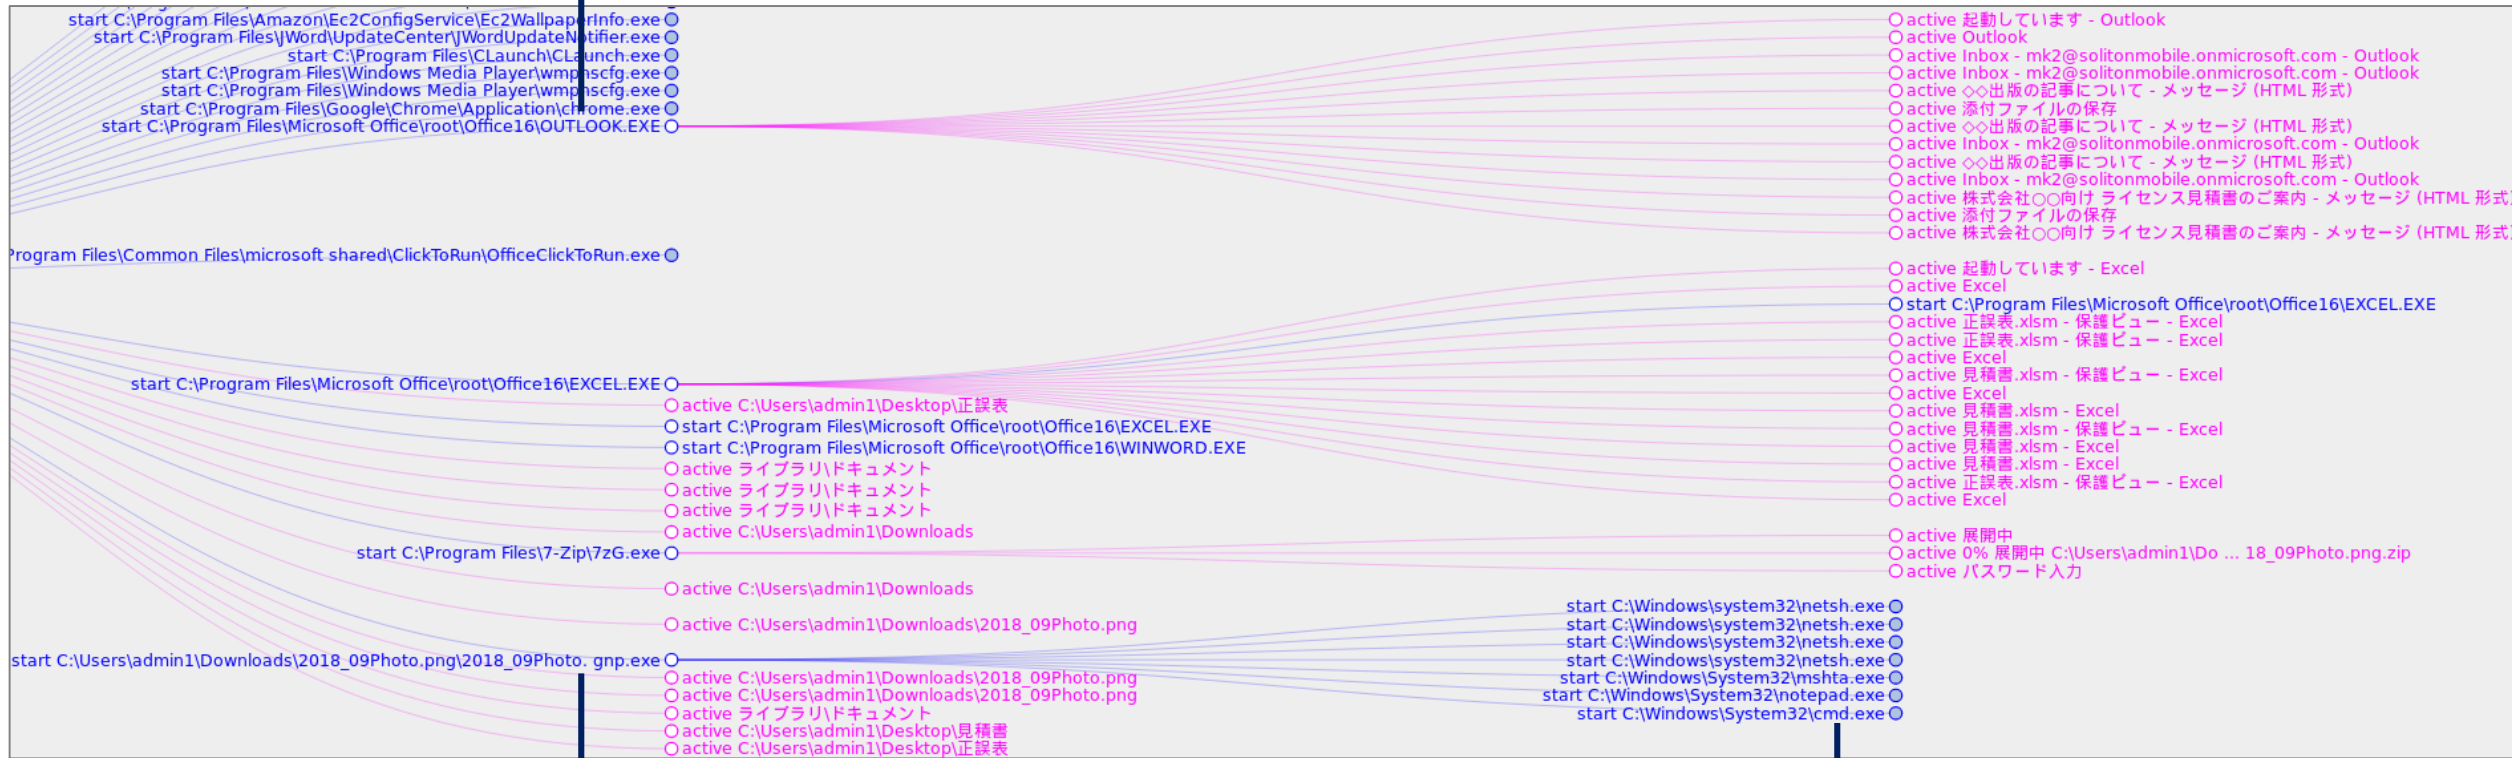 start C:\Program Files\Amazon\Ec2ConfigService\Ec2WallpaperInfo.exe
start C:\Program Files\JWord\UpdateCenter\JWordUpdateNotifier.exe
start C:\Program Files\CLaunch\CLaunch.exe
start C:\Program Files\Windows Media Player\wmpnscfg.exe
start C:\Program Files\Windows Media Player\wmpnscfg.exe
start C:\Program Files\Google\Chrome\Application\chrome.exe
start C:\Program Files\Microsoft Office\root\Office16\OUTLOOK.EXE
Program Files\Common Files\microsoft shared\ClickToRun\OfficeClickToRun.exe
start C:\Program Files\Microsoft Office\root\Office16\EXCEL.EXE
active C:\Users\admin1\Desktop\正誤表
start C:\Program Files\Microsoft Office\root\Office16\EXCEL.EXE
start C:\Program Files\Microsoft Office\root\Office16\WINWORD.EXE
active ライブラリ\ドキュメント
active ライブラリ\ドキュメント
active ライブラリ\ドキュメント
active C:\Users\admin1\Downloads
start C:\Program Files\7-Zip\7zG.exe
active C:\Users\admin1\Downloads
active C:\Users\admin1\Downloads\2018_09Photo.png
start C:\Users\admin1\Downloads\2018_09Photo.png\2018_09Photo. gnp.exe
active C:\Users\admin1\Downloads\2018_09Photo.png
active C:\Users\admin1\Downloads\2018_09Photo.png
active ライブラリ\ドキュメント
active C:\Users\admin1\Desktop\見積書
active C:\Users\admin1\Desktop\正誤表
active 起動しています - Outlook
active Outlook
active Inbox - mk2@solitonmobile.onmicrosoft.com - Outlook
active Inbox - mk2@solitonmobile.onmicrosoft.com - Outlook
active ◇◇出版の記事について - メッセージ (HTML 形式)
active 添付ファイルの保存
active ◇◇出版の記事について - メッセージ (HTML 形式)
active Inbox - mk2@solitonmobile.onmicrosoft.com - Outlook
active ◇◇出版の記事について - メッセージ (HTML 形式)
active Inbox - mk2@solitonmobile.onmicrosoft.com - Outlook
active 株式会社○○向け ライセンス見積書のご案内 - メッセージ (HTML 形式)
active 添付ファイルの保存
active 株式会社○○向け ライセンス見積書のご案内 - メッセージ (HTML 形式)
active 起動しています - Excel
active Excel
start C:\Program Files\Microsoft Office\root\Office16\EXCEL.EXE
active 正誤表.xlsm - 保護ビュー - Excel
active 正誤表.xlsm - 保護ビュー - Excel
active Excel
active 見積書.xlsm - 保護ビュー - Excel
active Excel
active 見積書.xlsm - Excel
active 見積書.xlsm - 保護ビュー - Excel
active 見積書.xlsm - Excel
active 見積書.xlsm - Excel
active 正誤表.xlsm - 保護ビュー - Excel
active Excel
active 展開中
active 0% 展開中 C:\Users\admin1\Do ... 18_09Photo.png.zip
active パスワード入力
start C:\Windows\system32\netsh.exe
start C:\Windows\system32\netsh.exe
start C:\Windows\system32\netsh.exe
start C:\Windows\system32\netsh.exe
start C:\Windows\System32\mshta.exe
start C:\Windows\System32\notepad.exe
start C:\Windows\System32\cmd.exe